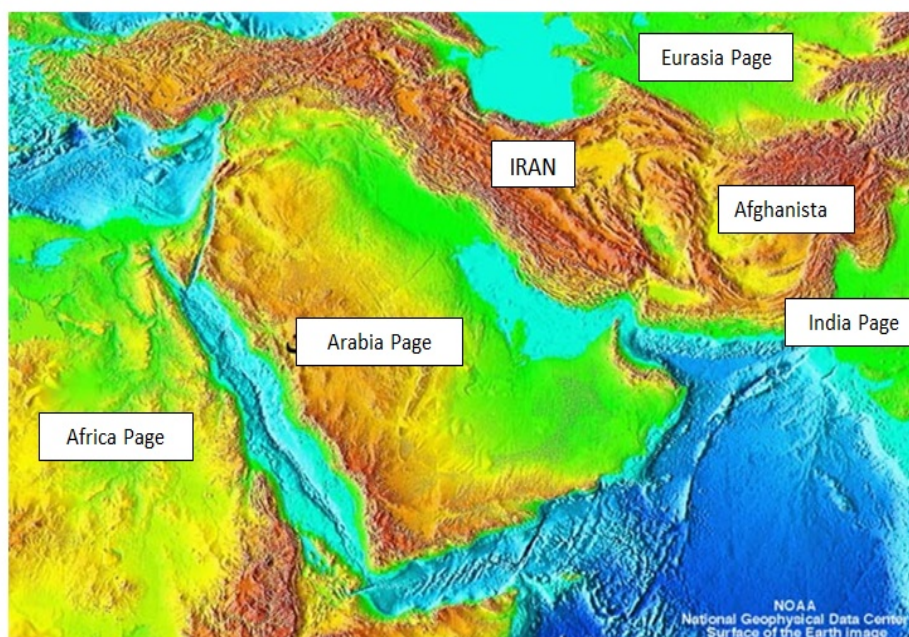 Eurasia Page
IRAN
Afghanista
India Page
Arabia Page
Africa Page
NOAA
National Geophysical Data Center
Surface of the Earth Image